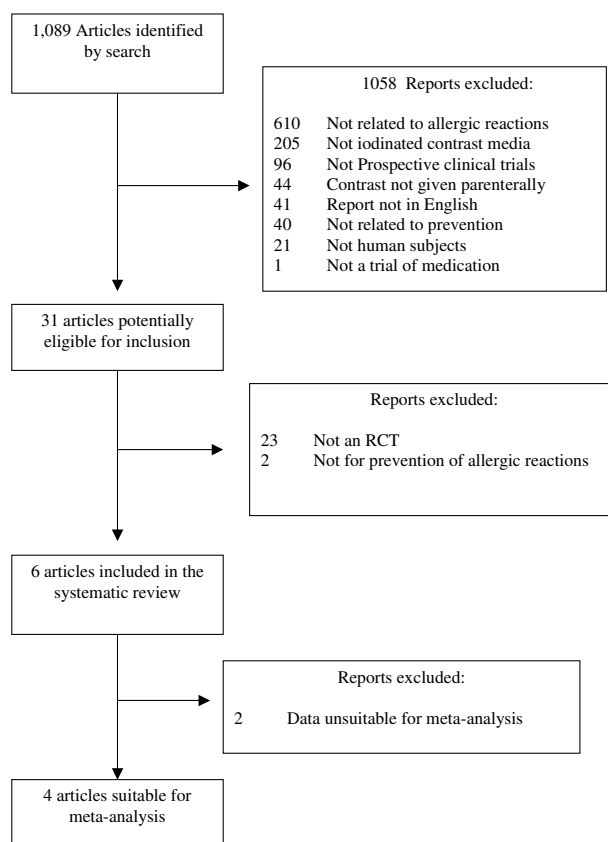 1,089 Articles identified
by search
1058 Reports excluded:
610 Not related to allergic reactions
205 Not iodinated contrast media
96 Not Prospective clinical trials
44 Contrast not given parenterally
41 Report not in English
40 Not related to prevention
21 Not human subjects
1 Not a trial of medication
31 articles potentially
eligible for inclusion
Reports excluded:
23 Not an RCT
2 Not for prevention of allergic reactions
6 articles included in the
systematic review
Reports excluded:
2 Data unsuitable for meta-analysis
4 articles suitable for
meta-analysis